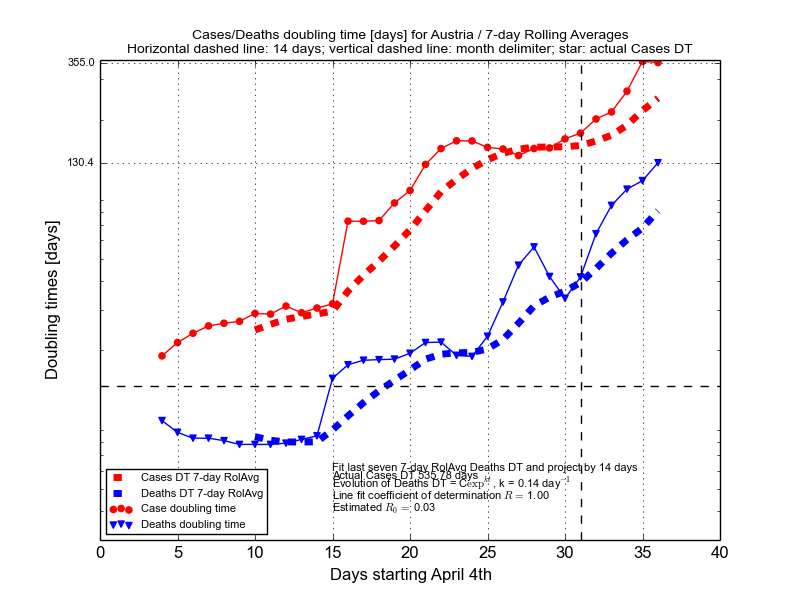 Cases/Deaths doubling time [days] for Austria / 7-day Rolling Averages
Horizontal dashed line: 14 days; vertical dashed line: month delimiter; star: actual Cases DT
355.0
130.4
Doubling times [days]
Fit last seven 7-day RolAvg Deaths DT and project by 14 days
Actual Cases DT 535.78 days
Evolution of Deaths DT = Cexp^kt, k = 0.14 day^−1
Line fit coefficient of determination R = 1.00
Estimated R_0 = 0.03
Cases DT 7-day RolAvg
Deaths DT 7-day RolAvg
Case doubling time
Deaths doubling time
0 5 10 15 20 25 30 35 40
Days starting April 4th